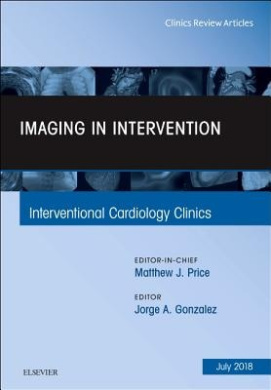 Clinics Review Articles
IMAGING IN INTERVENTION
Interventional Cardiology Clinics
EDITOR-IN-CHIEF
Matthew J. Price
EDITOR
Jorge A. Gonzalez
ELSEVIER
July 2018